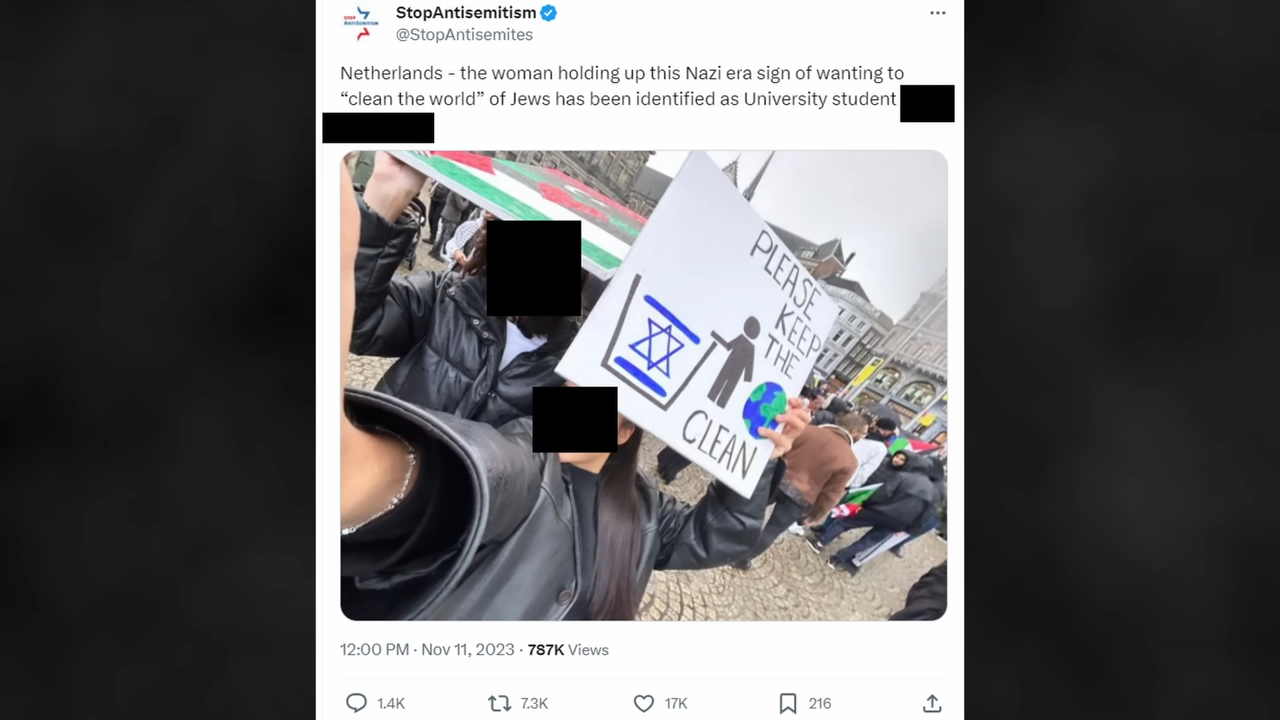 StopAntisemitism
@StopAntisemites
Netherlands - the woman holding up this Nazi era sign of wanting to
“clean the world” of Jews has been identified as University student
PLEASE
KEEP
THE
CLEAN
12:00 PM · Nov 11, 2023 · 787K Views
1.4K
7.3K
17K
216